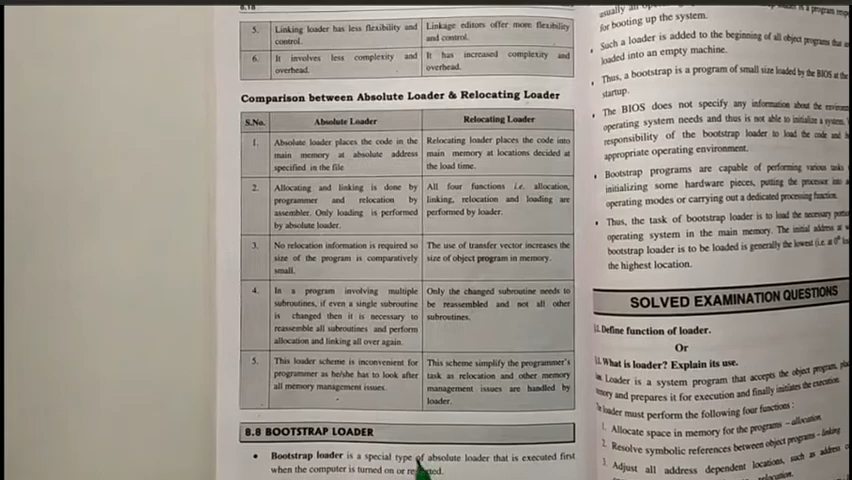 8.18
5. Linking loader has less flexibility and Linkage editors offer more flexibility
control. and control.
6. It involves less complexity and It has increased complexity and
overhead. overhead.
Comparison between Absolute Loader & Relocating Loader
S.No. Absolute Loader Relocating Loader
1. Absolute loader places the code in the Relocating loader places the code into
main memory at absolute address main memory at locations decided at
specified in the file the load time.
2. Allocating and linking is done by All four functions i.e. allocation,
programmer and relocation by linking, relocation and loading are
assembler. Only loading is performed performed by loader.
by absolute loader.
3. No relocation information is required so The use of transfer vector increases the
size of the program is comparatively size of object program in memory.
small.
4. In a program involving multiple Only the changed subroutine needs to
subroutines, if even a single subroutine be reassembled and not all other
is changed then it is necessary to subroutines.
reassemble all subroutines and perform
allocation and linking all over again.
5. This loader scheme is inconvenient for This scheme simplify the programmer's
programmer as he/she has to look after task as relocation and other memory
all memory management issues. management issues are handled by
loader.
8.8 BOOTSTRAP LOADER
• Bootstrap loader is a special type of absolute loader that is executed first
when the computer is turned on or
usually an is a program
for booting up the system.
• Such a loader is added to the beginning of all object programs that
loaded into an empty machine.
• Thus, a bootstrap is a program of small size loaded by the BIOS at the
startup.
• The BIOS does not specify any information about the
operating system needs and thus is not able to initialize a system.
responsibility of the bootstrap loader to load the code and
appropriate operating environment.
• Bootstrap programs are capable of performing various tasks
initializing some hardware pieces, putting the processor into
operating modes or carrying out a dedicated processing function.
• Thus, the task of bootstrap loader is to load the necessary
operating system in the main memory. The initial address at
bootstrap loader is to be loaded is generally the lowest (i.e. at 0th
the highest location.
SOLVED EXAMINATION QUESTIONS
Define function of loader.
Or
What is loader? Explain its use.
Loader is a system program that accepts the object program,
and prepares it for execution and finally initiates the execution.
loader must perform the following four functions :
1. Allocate space in memory for the programs – allocation
2. Resolve symbolic references between object programs – linking
3. Adjust all address dependent locations, such as address
relocation.